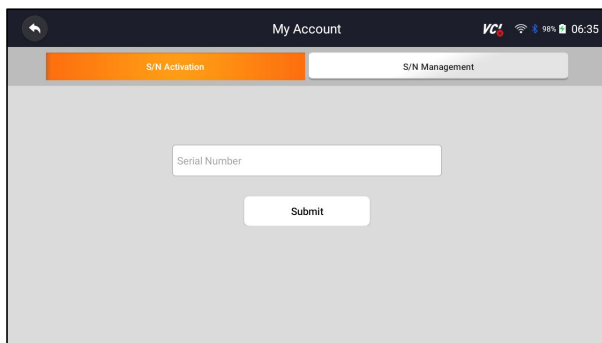 My Account
VCI 98% 06:35
S/N Activation
S/N Management
Serial Number
Submit